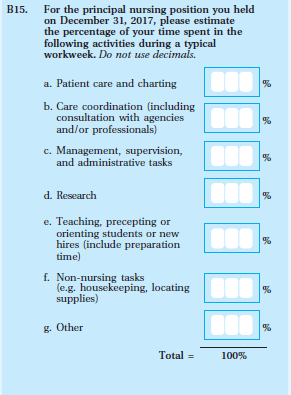 B15. For the principal nursing position you held
on December 31, 2017, please estimate
the percentage of your time spent in the
following activities during a typical
workweek. Do not use decimals.
a. Patient care and charting %
b. Care coordination (including
consultation with agencies
and/or professionals) %
c. Management, supervision,
and administrative tasks %
d. Research %
e. Teaching, precepting or
orienting students or new
hires (include preparation
time) %
f. Non-nursing tasks
(e.g. housekeeping, locating
supplies) %
g. Other %
Total = 100%